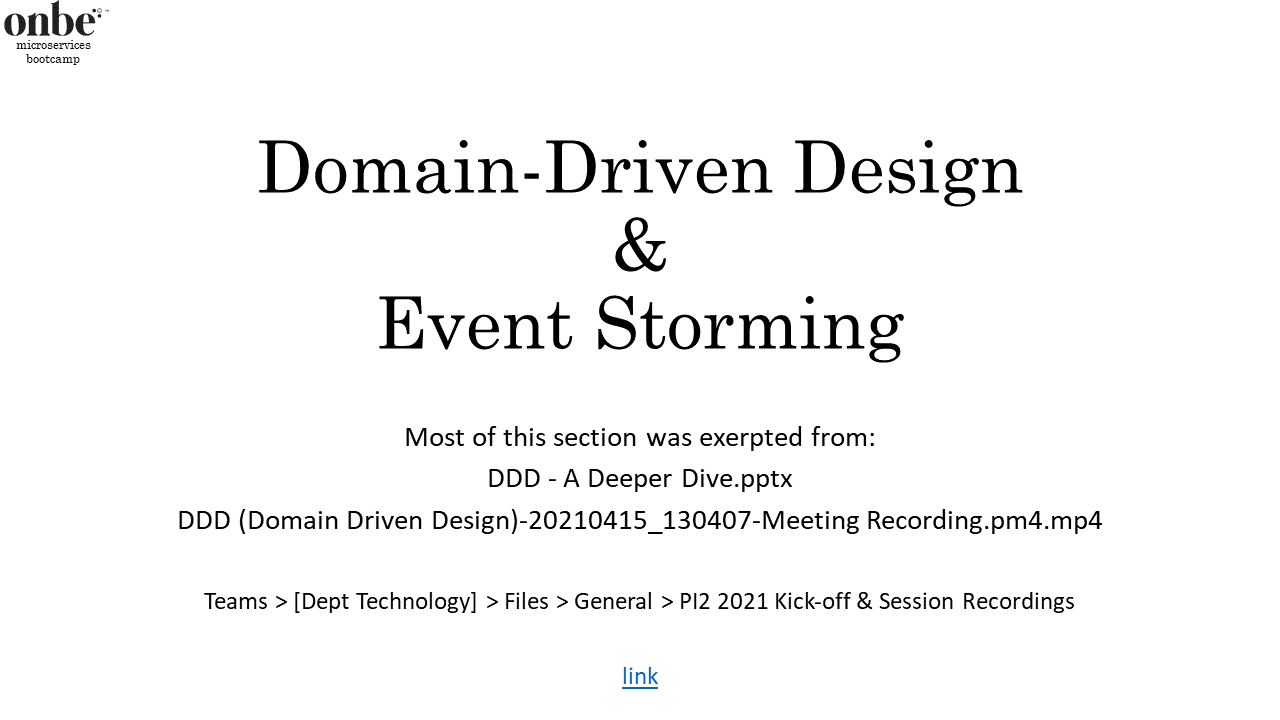 onbe™
microservices
bootcamp
Domain-Driven Design
&
Event Storming
Most of this section was exerpted from:
DDD - A Deeper Dive.pptx
DDD (Domain Driven Design)-20210415_130407-Meeting Recording.pm4.mp4
Teams > [Dept Technology] > Files > General > PI2 2021 Kick-off & Session Recordings
link